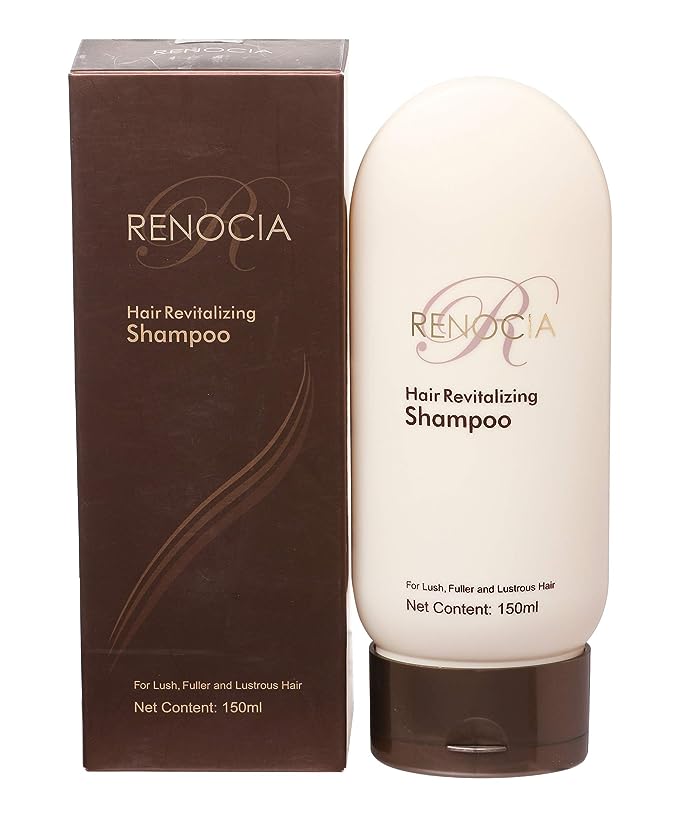 RENOCIA
R
RENOCIA
Hair Revitalizing
Shampoo
For Lush, Fuller and Lustrous Hair
Net Content: 150ml
R
RENOCIA
Hair Revitalizing
Shampoo
For Lush, Fuller and Lustrous Hair
Net Content: 150ml